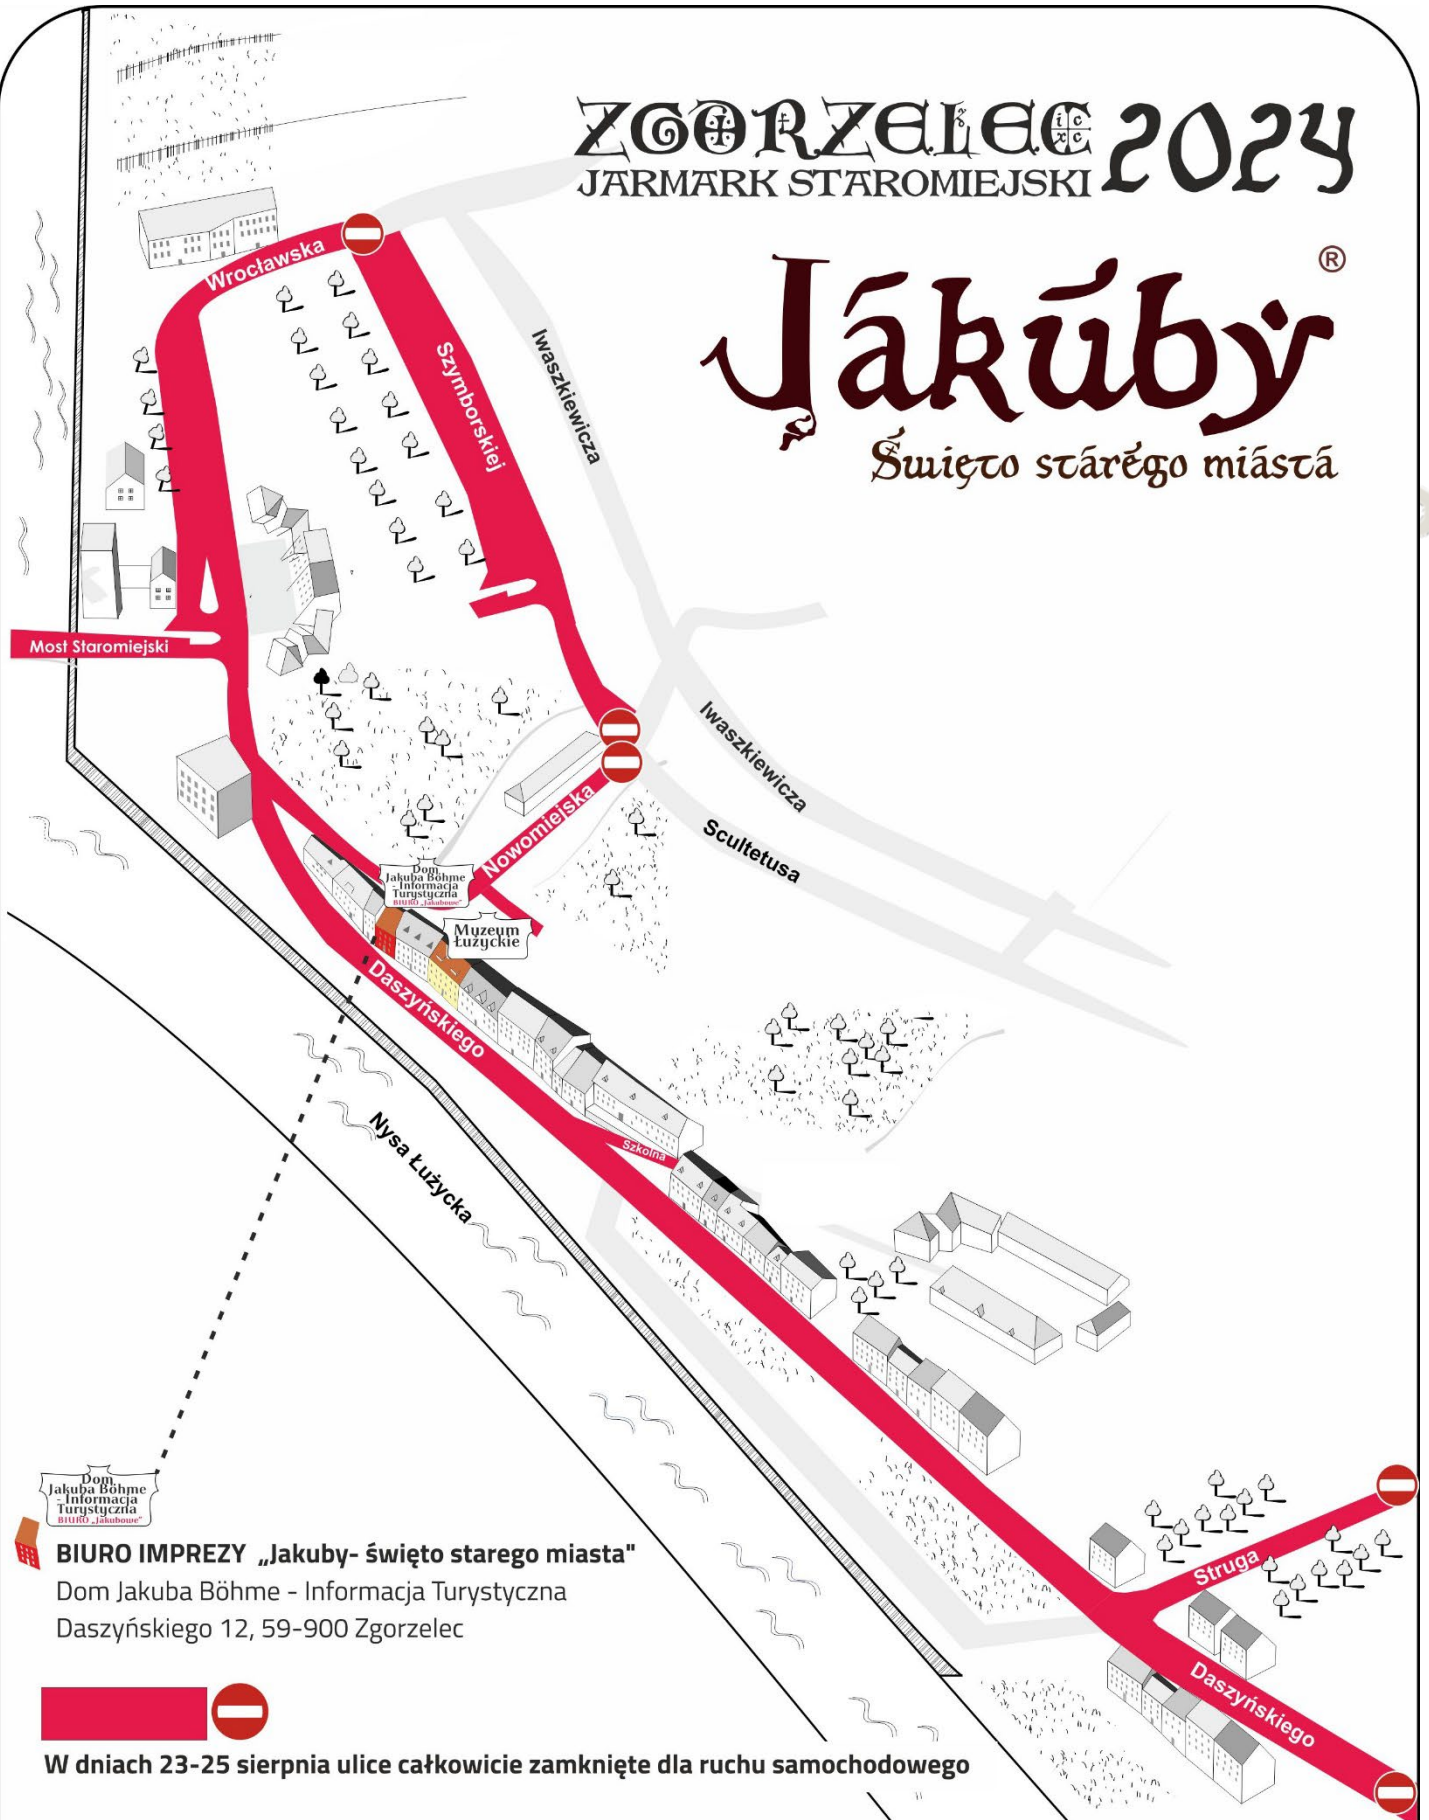 ZGORZELEC 2024
JARMARK STAROMIEJSKI
Jákúby ®
Święto stárégo miástá
Wrocławska
Szymborskiej
Iwaszkiewicza
Most Staromiejski
Iwaszkiewicza
Scultetusa
Nowomiejska
Dom
Jakuba Böhme
- Informacja
Turystyczna
BIURO „Jakubowe"
Muzeum
Łużyckie
Daszyńskiego
Nysa Łużycka
Szkolna
Struga
Daszyńskiego
Dom
Jakuba Böhme
- Informacja
Turystyczna
BIURO „Jakubowe"
BIURO IMPREZY „Jakuby- święto starego miasta"
Dom Jakuba Böhme - Informacja Turystyczna
Daszyńskiego 12, 59-900 Zgorzelec
W dniach 23-25 sierpnia ulice całkowicie zamknięte dla ruchu samochodowego